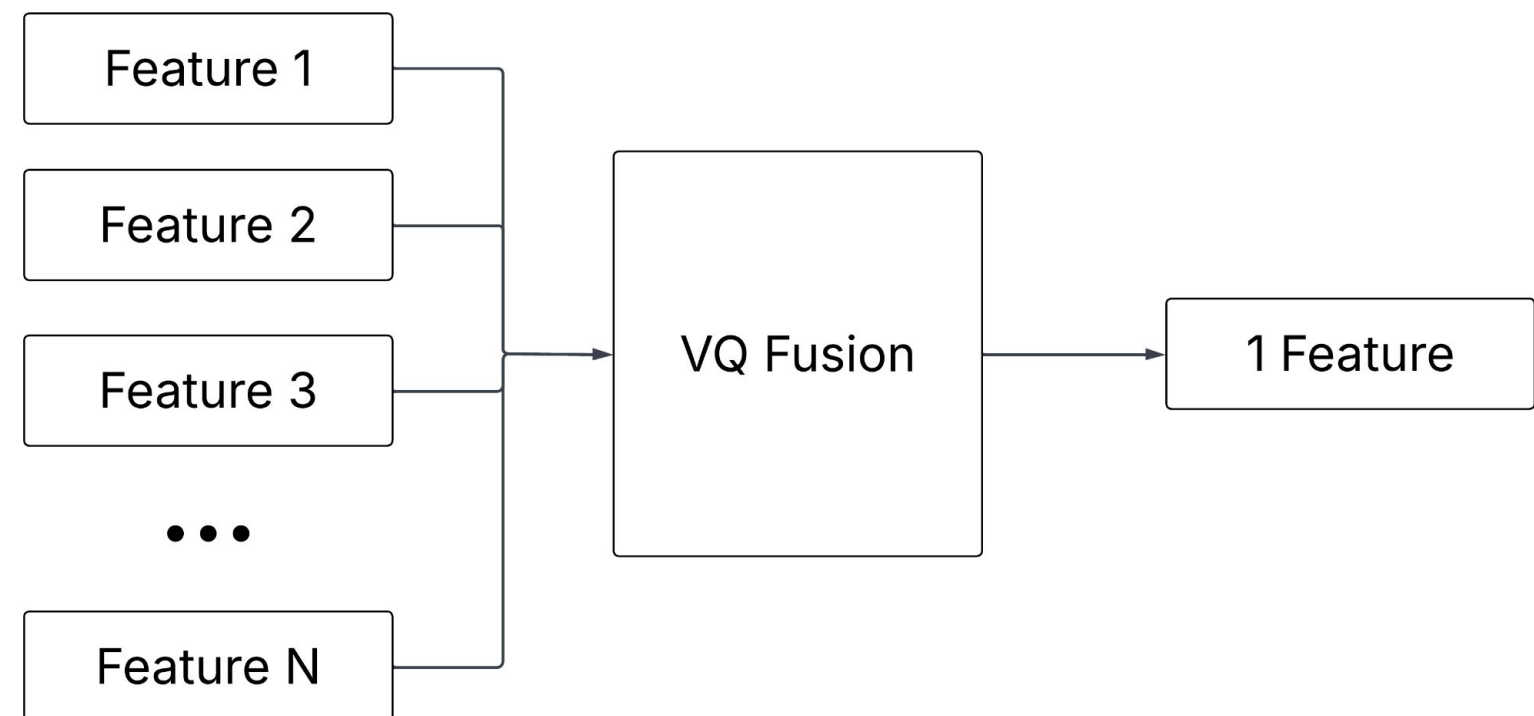 Feature 1
Feature 2
Feature 3
•••
Feature N
VQ Fusion
1 Feature